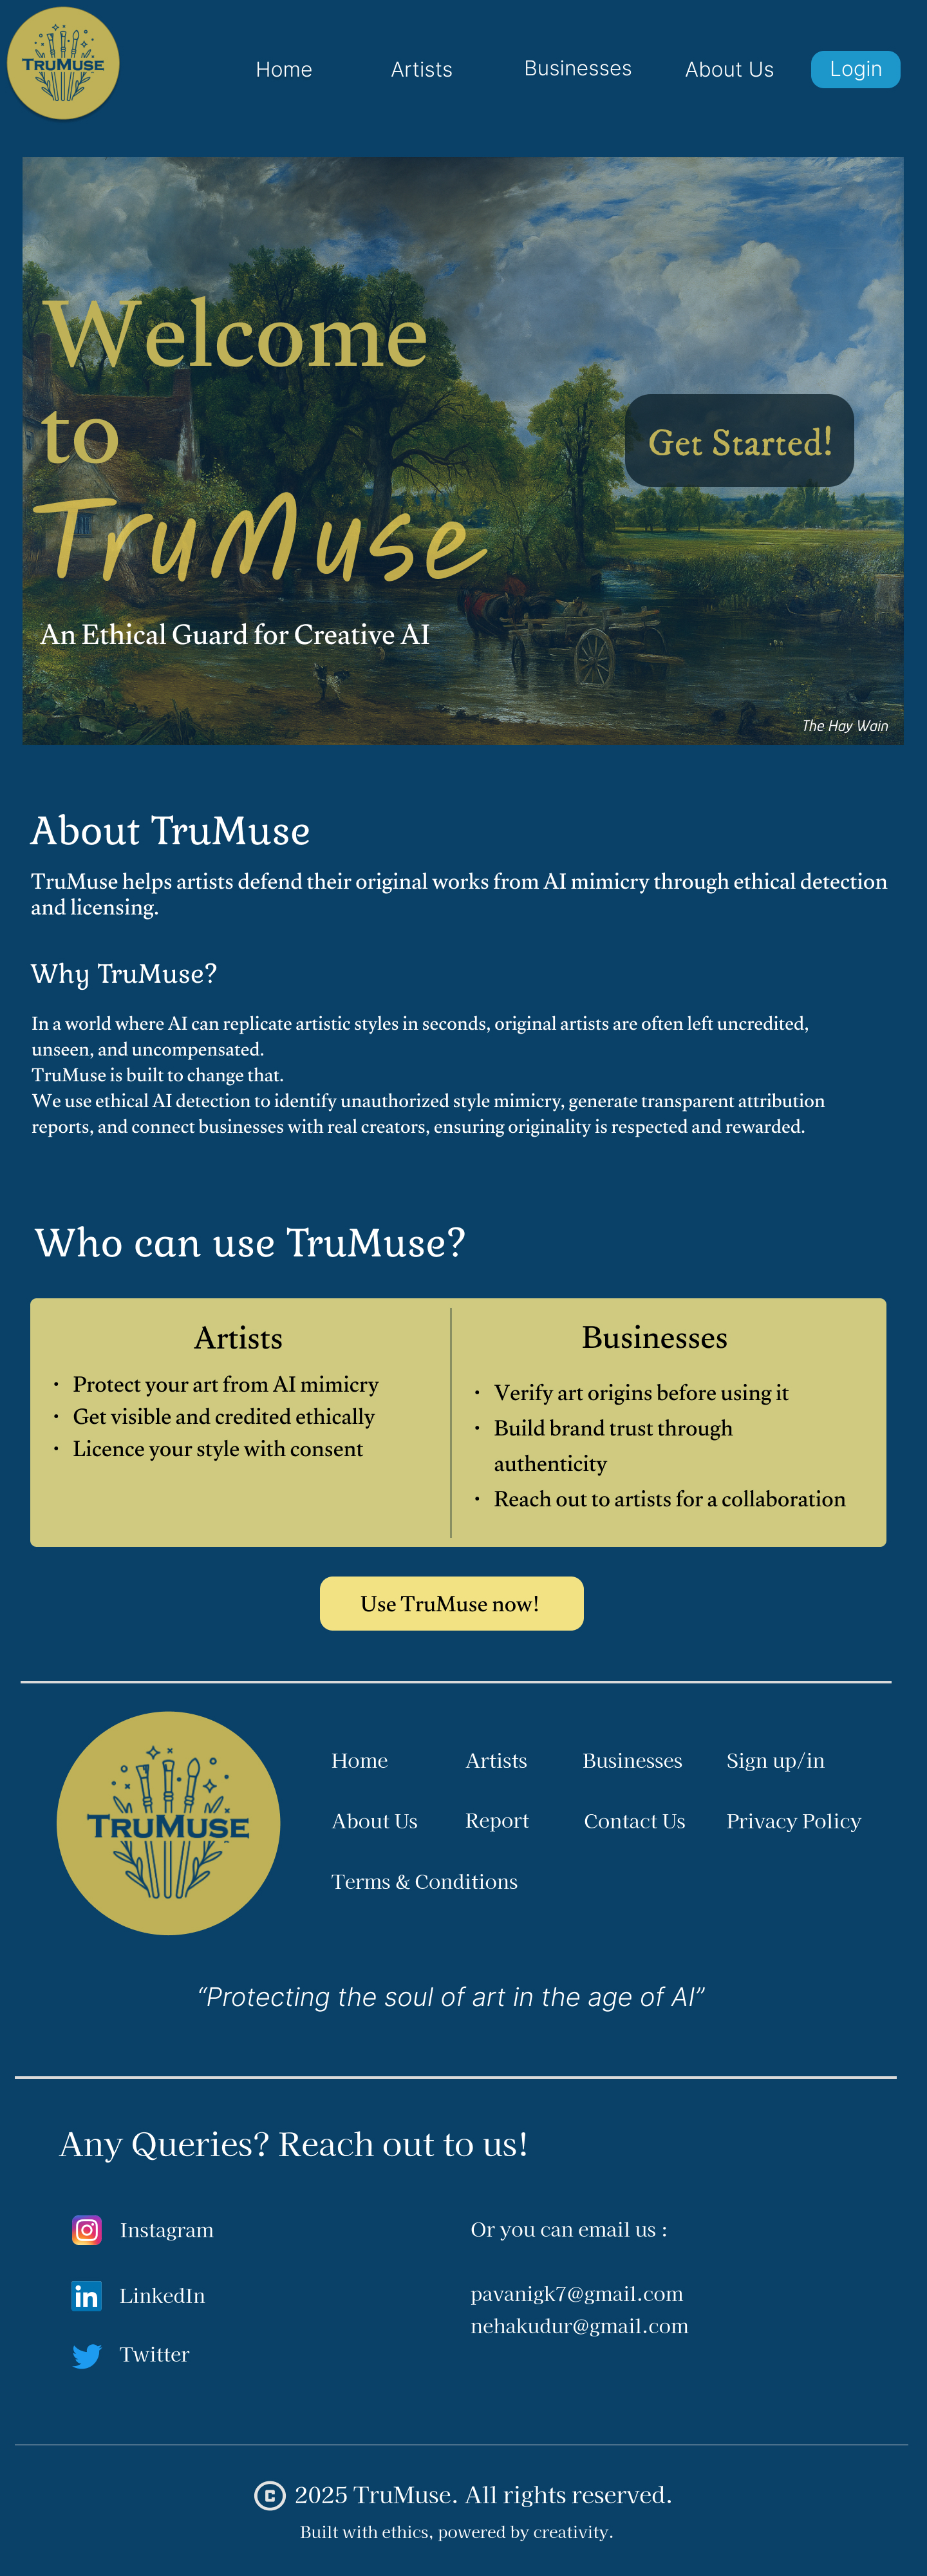 TRUMUSE
Home
Artists
Businesses
About Us
Login
Welcome
to
TruMuse
Get Started!
An Ethical Guard for Creative AI
The Hay Wain
About TruMuse
TruMuse helps artists defend their original works from AI mimicry through ethical detection
and licensing.
Why TruMuse?
In a world where AI can replicate artistic styles in seconds, original artists are often left uncredited,
unseen, and uncompensated.
TruMuse is built to change that.
We use ethical AI detection to identify unauthorized style mimicry, generate transparent attribution
reports, and connect businesses with real creators, ensuring originality is respected and rewarded.
Who can use TruMuse?
Artists
• Protect your art from AI mimicry
• Get visible and credited ethically
• Licence your style with consent
Businesses
• Verify art origins before using it
• Build brand trust through
authenticity
• Reach out to artists for a collaboration
Use TruMuse now!
TRUMUSE
Home
Artists
Businesses
Sign up/in
About Us
Report
Contact Us
Privacy Policy
Terms & Conditions
“Protecting the soul of art in the age of AI”
Any Queries? Reach out to us!
Instagram
LinkedIn
Twitter
Or you can email us :
pavanigk7@gmail.com
nehakudur@gmail.com
© 2025 TruMuse. All rights reserved.
Built with ethics, powered by creativity.